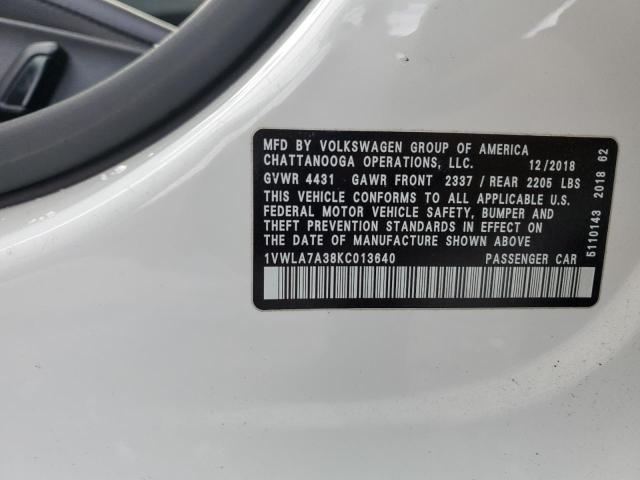 MFD BY VOLKSWAGEN GROUP OF AMERICA
CHATTANOOGA OPERATIONS, LLC. 12/2018
GVWR 4431 GAWR FRONT 2337 / REAR 2205 LBS
THIS VEHICLE CONFORMS TO ALL APPLICABLE U.S.
FEDERAL MOTOR VEHICLE SAFETY, BUMPER AND
THEFT PREVENTION STANDARDS IN EFFECT ON THE
DATE OF MANUFACTURE SHOWN ABOVE
1VWLA7A38KC013640 PASSENGER CAR
5110143 2018 62